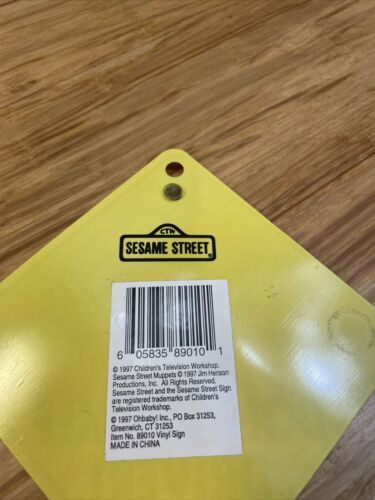 CTW
SESAME STREET®
6 05835 89010 1
© 1997 Children's Television Workshop.
Sesame Street Muppets © 1997 Jim Henson
Productions, Inc. All Rights Reserved.
Sesame Street and the Sesame Street Sign
are registered trademarks of Children's
Television Workshop.
© 1997 Ohbaby! Inc., PO Box 31253,
Greenwich, CT 31253
Item No. 89010 Vinyl Sign
MADE IN CHINA